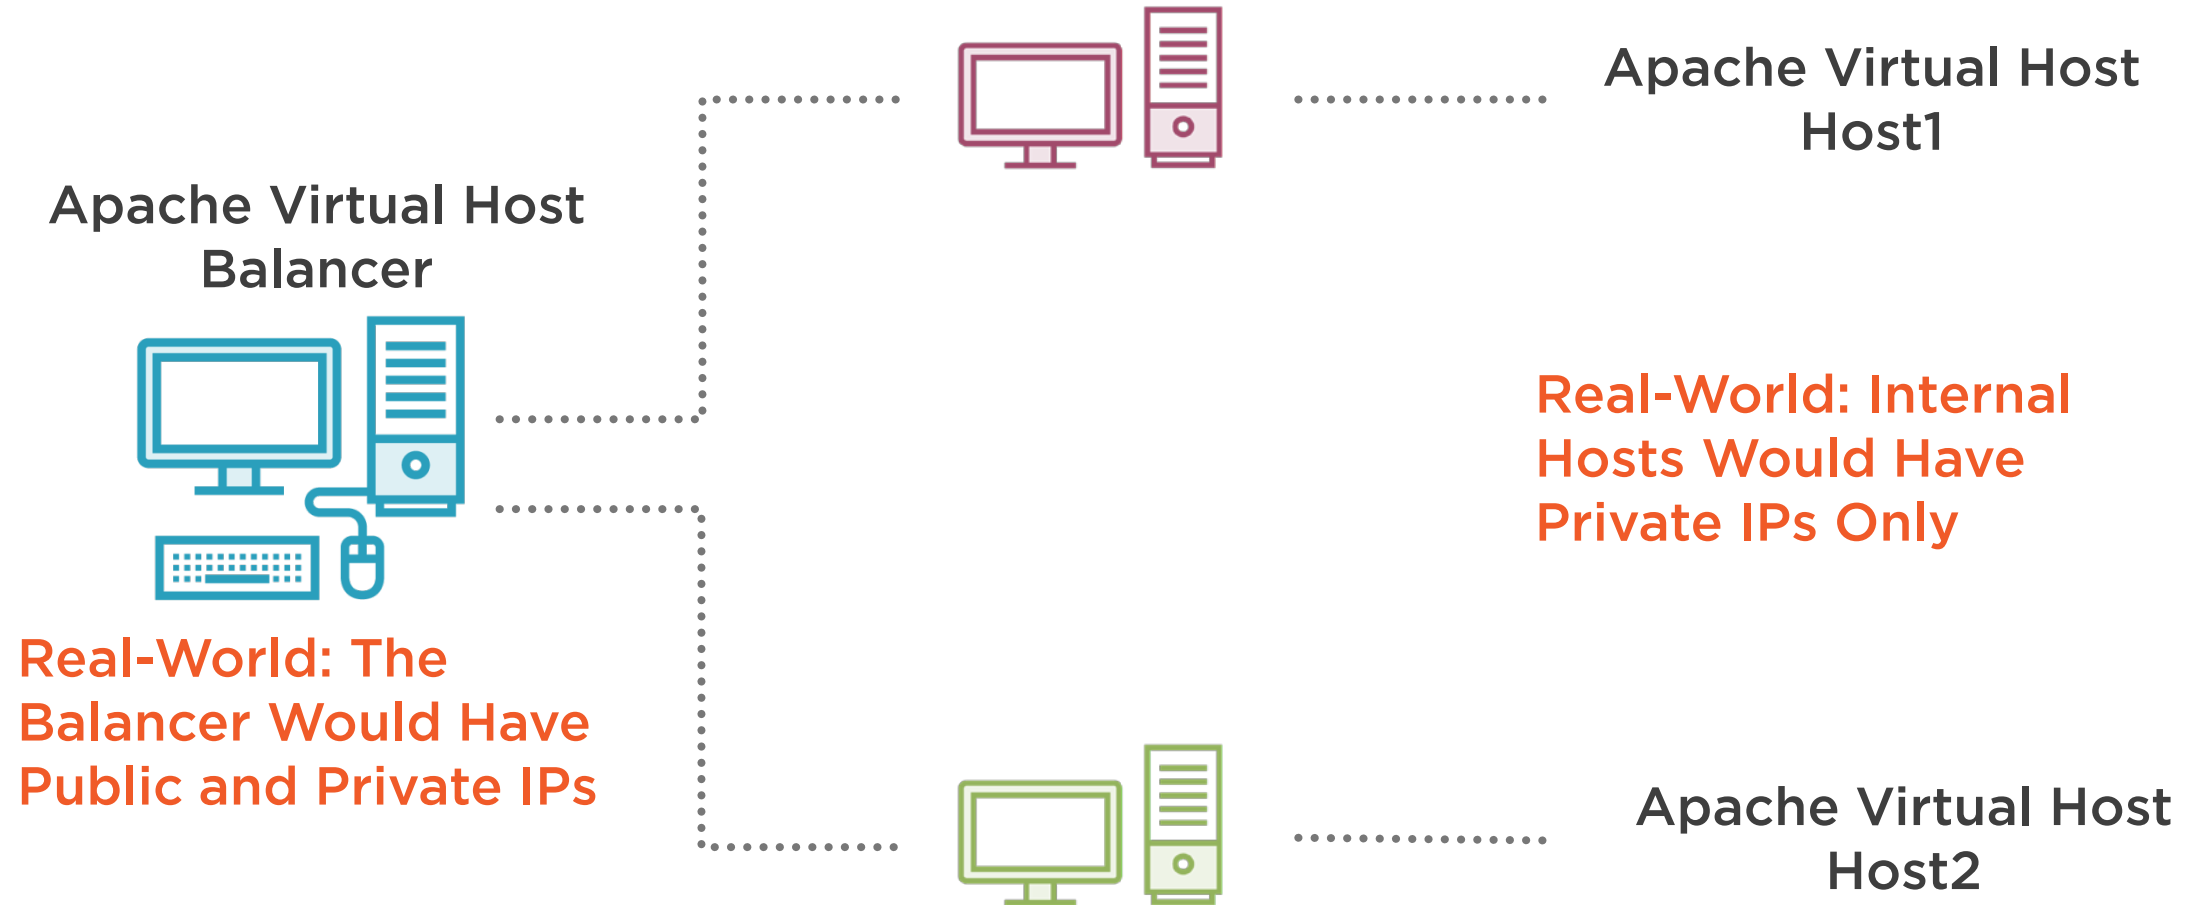 Apache Virtual Host
Balancer
Real-World: The
Balancer Would Have
Public and Private IPs
Apache Virtual Host
Host1
Real-World: Internal
Hosts Would Have
Private IPs Only
Apache Virtual Host
Host2